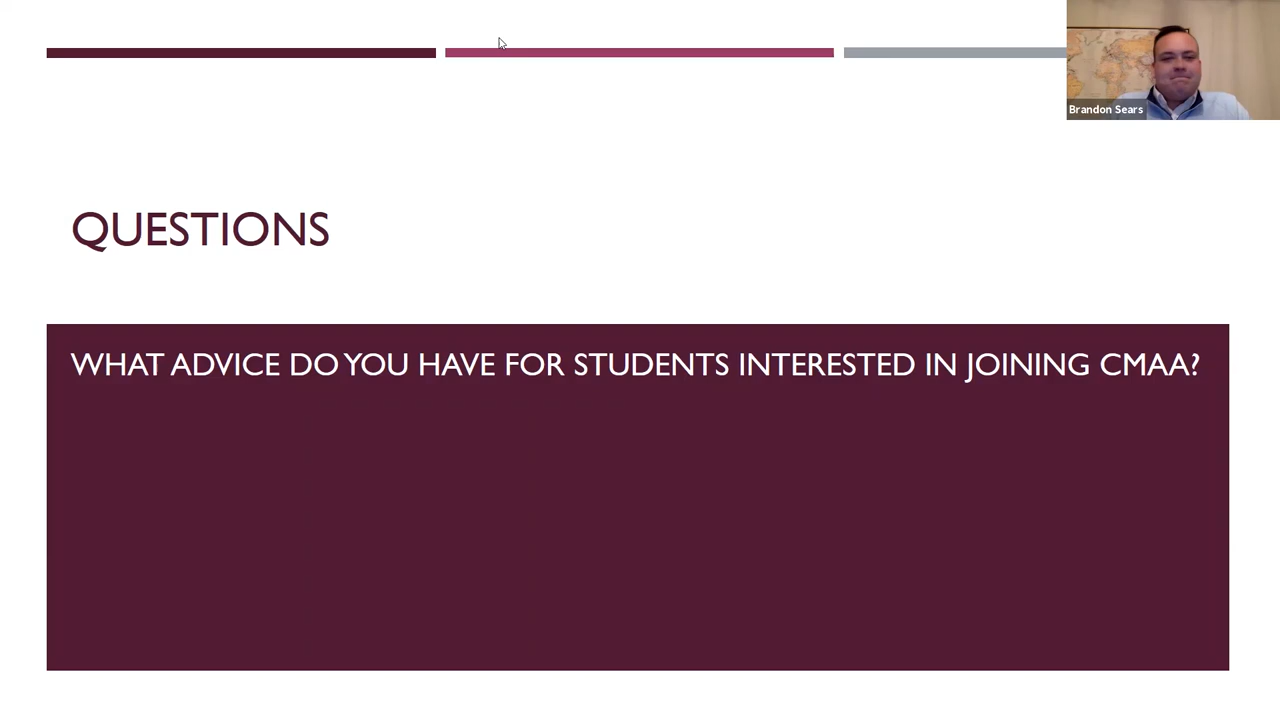 Brandon Sears
QUESTIONS
WHAT ADVICE DO YOU HAVE FOR STUDENTS INTERESTED IN JOINING CMAA?